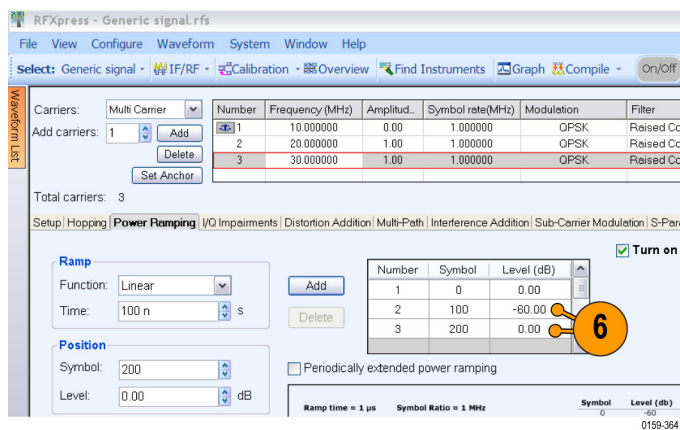 RFXpress - Generic signal.rfs
File View Configure Waveform System Window Help
Select: Generic signal IF/RF Calibration Overview Find Instruments Graph Compile On/Off
Waveform List
Carriers: Multi Carrier
Add carriers: 1 Add
Delete
Set Anchor
Total carriers: 3
Number Frequency (MHz) Amplitud.. Symbol rate(MHz) Modulation Filter
1 10.000000 0.00 1.000000 QPSK Raised Co
2 20.000000 1.00 1.000000 QPSK Raised Co
3 30.000000 1.00 1.000000 QPSK Raised Co
Setup Hopping Power Ramping I/Q Impairments Distortion Addition Multi-Path Interference Addition Sub-Carrier Modulation S-Para
Turn on
Ramp
Function: Linear
Time: 100 n s
Position
Symbol: 200
Level: 0.00 dB
Add
Delete
Number Symbol Level (dB)
1 0 0.00
2 100 -60.00
3 200 0.00
6
Periodically extended power ramping
Ramp time = 1 µs Symbol Ratio = 1 MHz
Symbol Level (db)
0 -60
0159-364